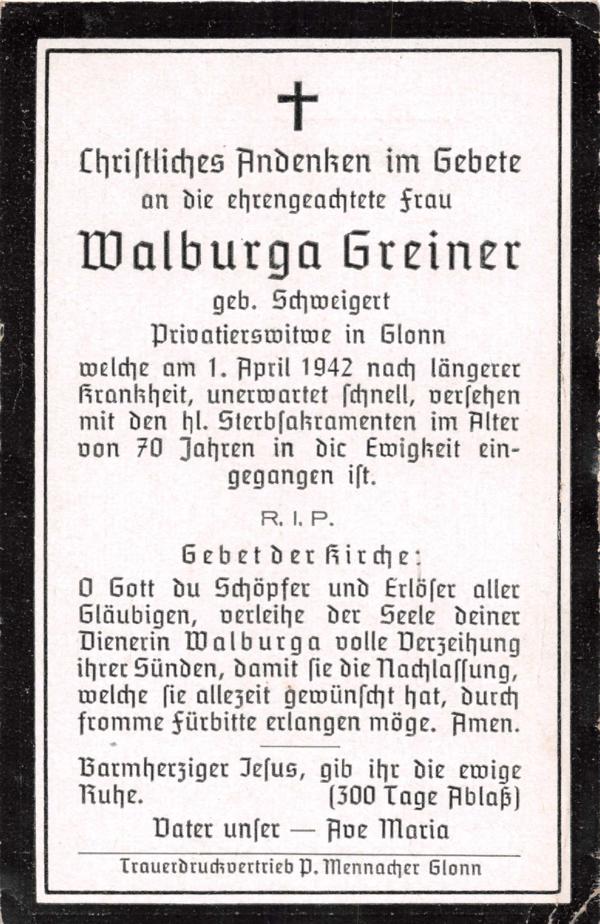 Christliches Andenken im Gebete
an die ehrengeachtete Frau
Walburga Greiner
geb. Schweigert
Privatierswitwe in Glonn
welche am 1. April 1942 nach längerer
Krankheit, unerwartet schnell, versehen
mit den hl. Sterbsakramenten im Alter
von 70 Jahren in dic Ewigkeit ein-
gegangen ist.
R. I. P.
Gebet der Kirche:
O Gott du Schöpfer und Erlöser aller
Gläubigen, verleihe der Seele deiner
Dienerin Walburga volle Verzeihung
ihrer Sünden, damit sie die Nachlassung,
welche sie allezeit gewünscht hat, durch
fromme Fürbitte erlangen möge. Amen.
Barmherziger Jesus, gib ihr die ewige
Ruhe. (300 Tage Ablaß)
Vater unser — Ave Maria
Trauerdruckvertrieb P. Mennacher Glonn